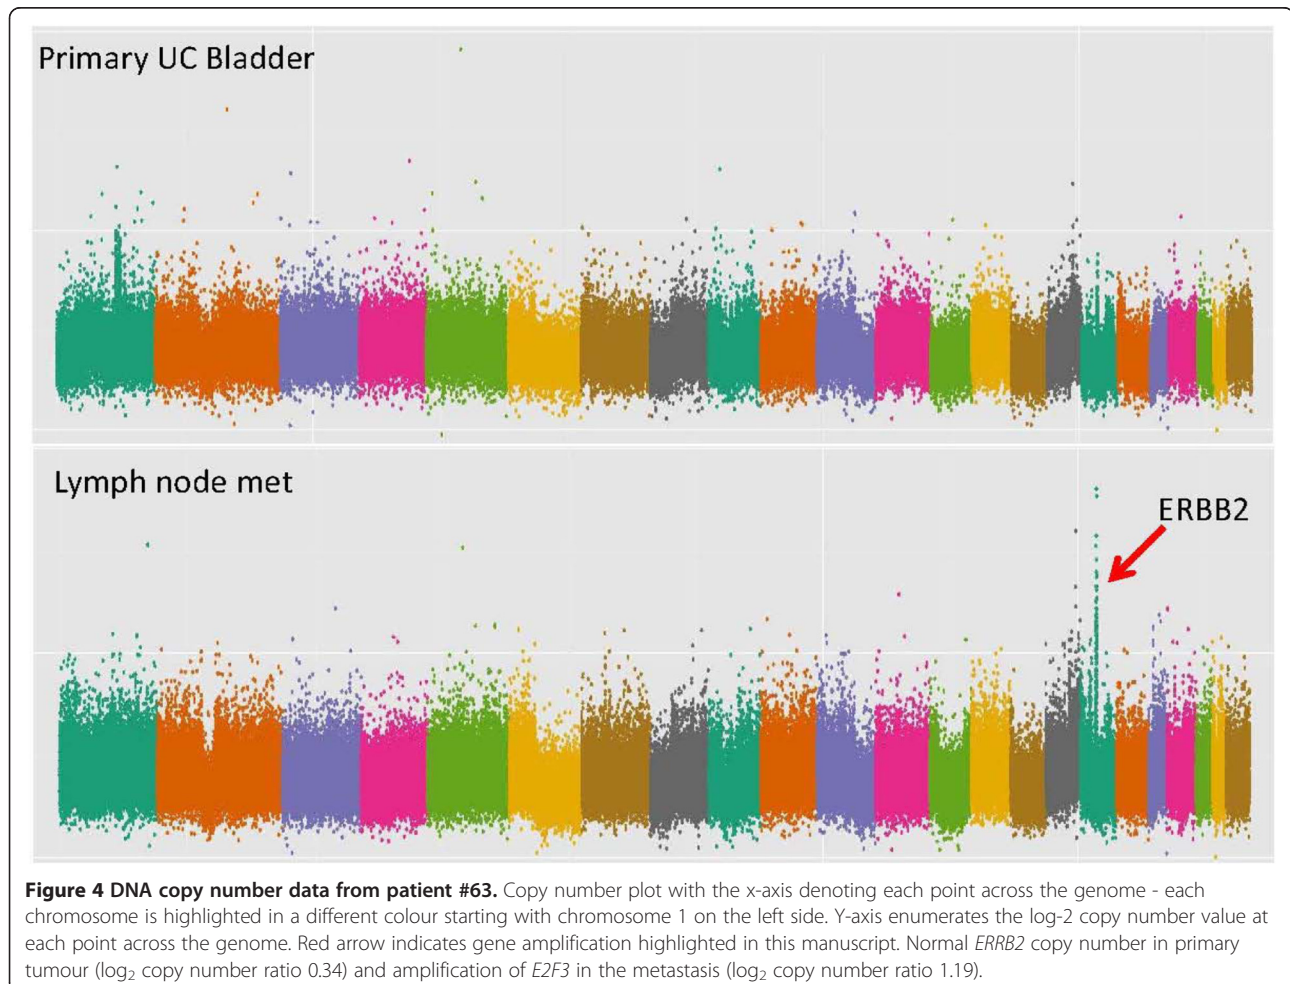 Primary UC Bladder
Lymph node met
ERBB2
Figure 4 DNA copy number data from patient #63. Copy number plot with the x-axis denoting each point across the genome - each
chromosome is highlighted in a different colour starting with chromosome 1 on the left side. Y-axis enumerates the log-2 copy number value at
each point across the genome. Red arrow indicates gene amplification highlighted in this manuscript. Normal ERRB2 copy number in primary
tumour (log₂ copy number ratio 0.34) and amplification of E2F3 in the metastasis (log₂ copy number ratio 1.19).